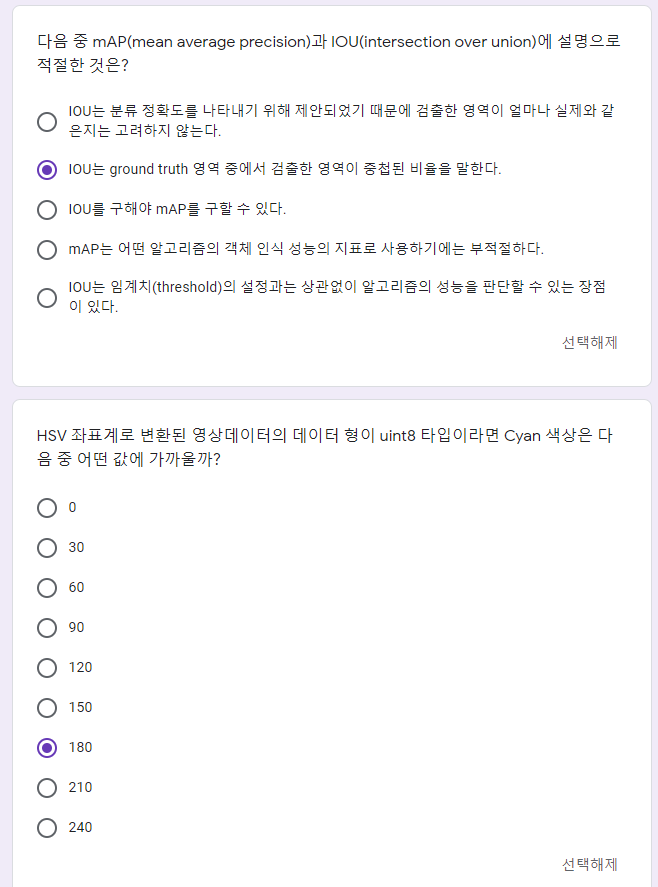 다음 중 mAP(mean average precision)과 IOU(intersection over union)에 설명으로
적절한 것은?
IOU는 분류 정확도를 나타내기 위해 제안되었기 때문에 검출한 영역이 얼마나 실제와 같
은지는 고려하지 않는다.
IOU는 ground truth 영역 중에서 검출한 영역이 중첩된 비율을 말한다.
IOU를 구해야 mAP를 구할 수 있다.
mAP는 어떤 알고리즘의 객체 인식 성능의 지표로 사용하기에는 부적절하다.
IOU는 임계치(threshold)의 설정과는 상관없이 알고리즘의 성능을 판단할 수 있는 장점
이 있다.
선택해제
HSV 좌표계로 변환된 영상데이터의 데이터 형이 uint8 타입이라면 Cyan 색상은 다
음 중 어떤 값에 가까울까?
0
30
60
90
120
150
180
210
240
선택해제